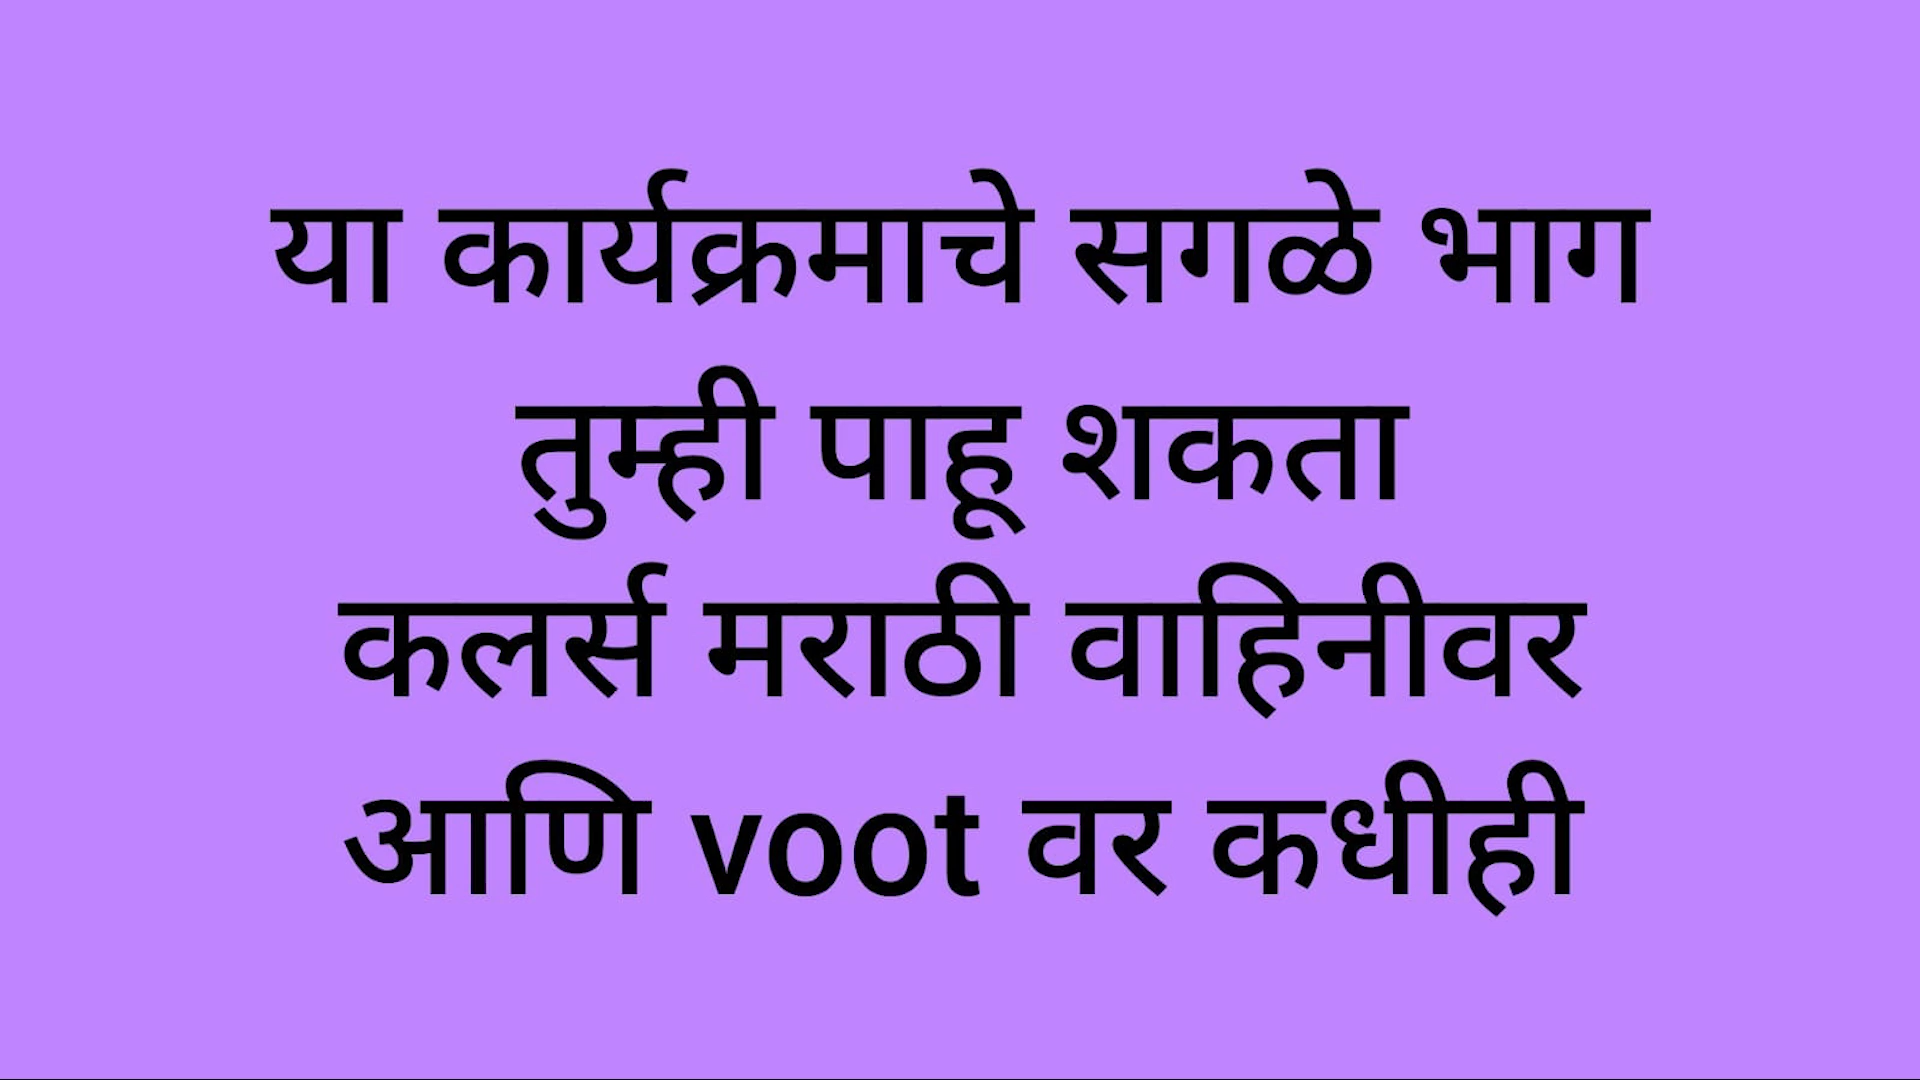 या कार्यक्रमाचे सगळे भाग
तुम्ही पाहू शकता
कलर्स मराठी वाहिनीवर
आणि voot वर कधीही